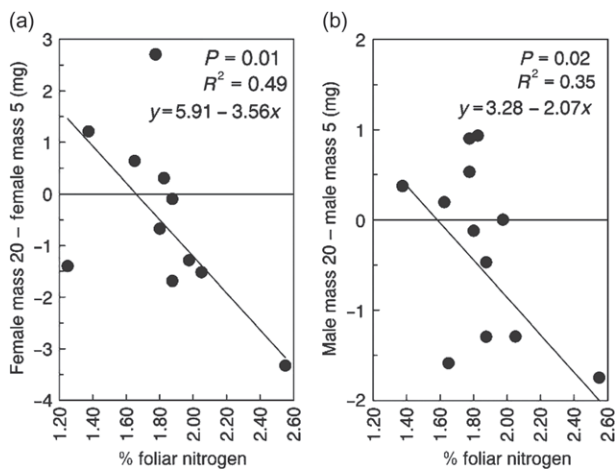 (a)
3
2
1
0
−1
−2
−3
−4
Female mass 20 – female mass 5 (mg)
P = 0.01
R² = 0.49
y=5.91 – 3.56x
1.20 1.40 1.60 1.80 2.00 2.20 2.40 2.60
% foliar nitrogen
(b)
2
1
0
−1
−2
Male mass 20 – male mass 5 (mg)
P = 0.02
R² = 0.35
y=3.28 – 2.07x
1.20 1.40 1.60 1.80 2.00 2.20 2.40 2.60
% foliar nitrogen